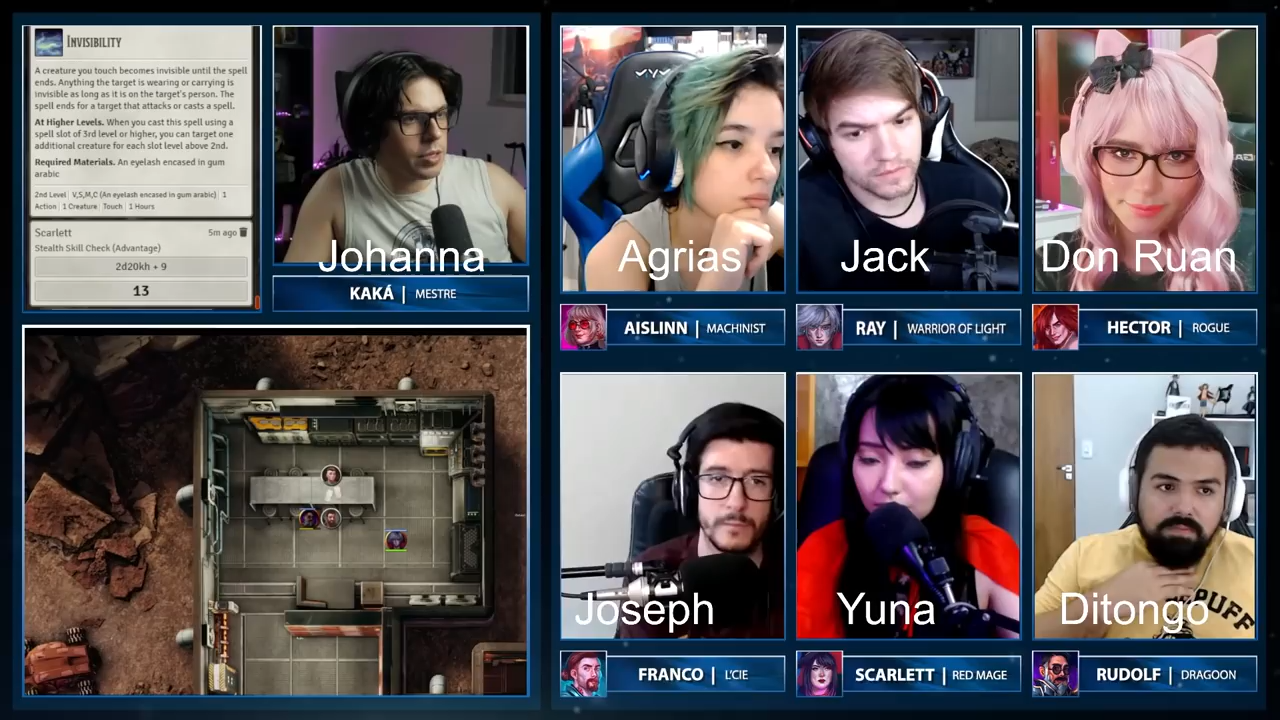 INVISIBILITY
A creature you touch becomes invisible until the spell
ends. Anything the target is wearing or carrying is
invisible as long as it is on the target's person. The
spell ends for a target that attacks or casts a spell.
At Higher Levels. When you cast this spell using a
spell slot of 3rd level or higher, you can target one
additional creature for each slot level above 2nd.
Required Materials. An eyelash encased in gum
arabic
2nd Level | V,S,M,C (An eyelash encased in gum arabic) | 1
Action | 1 Creature | Touch | 1 Hours
Scarlett 5m ago
Stealth Skill Check (Advantage)
2d20kh + 9
13
Johanna
KAKÁ | MESTRE
Agrias
AISLINN | MACHINIST
Jack
RAY | WARRIOR OF LIGHT
Don Ruan
HECTOR | ROGUE
Joseph
FRANCO | L'CIE
Yuna
SCARLETT | RED MAGE
Ditongo
PUFF
RUDOLF | DRAGOON